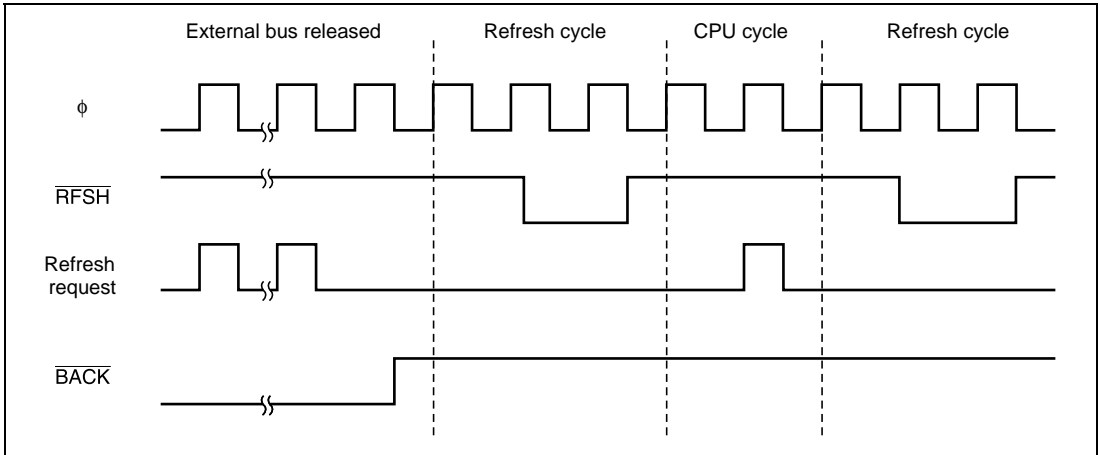 External bus released Refresh cycle CPU cycle Refresh cycle
ϕ
RFSH
Refresh
request
BACK